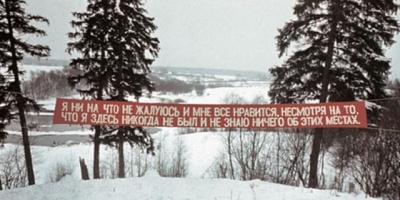 Я НИ НА ЧТО НЕ ЖАЛУЮСЬ И МНЕ ВСЕ НРАВИТСЯ, НЕСМОТРЯ НА ТО,
ЧТО Я ЗДЕСЬ НИКОГДА НЕ БЫЛ И НЕ ЗНАЮ НИЧЕГО ОБ ЭТИХ МЕСТАХ.